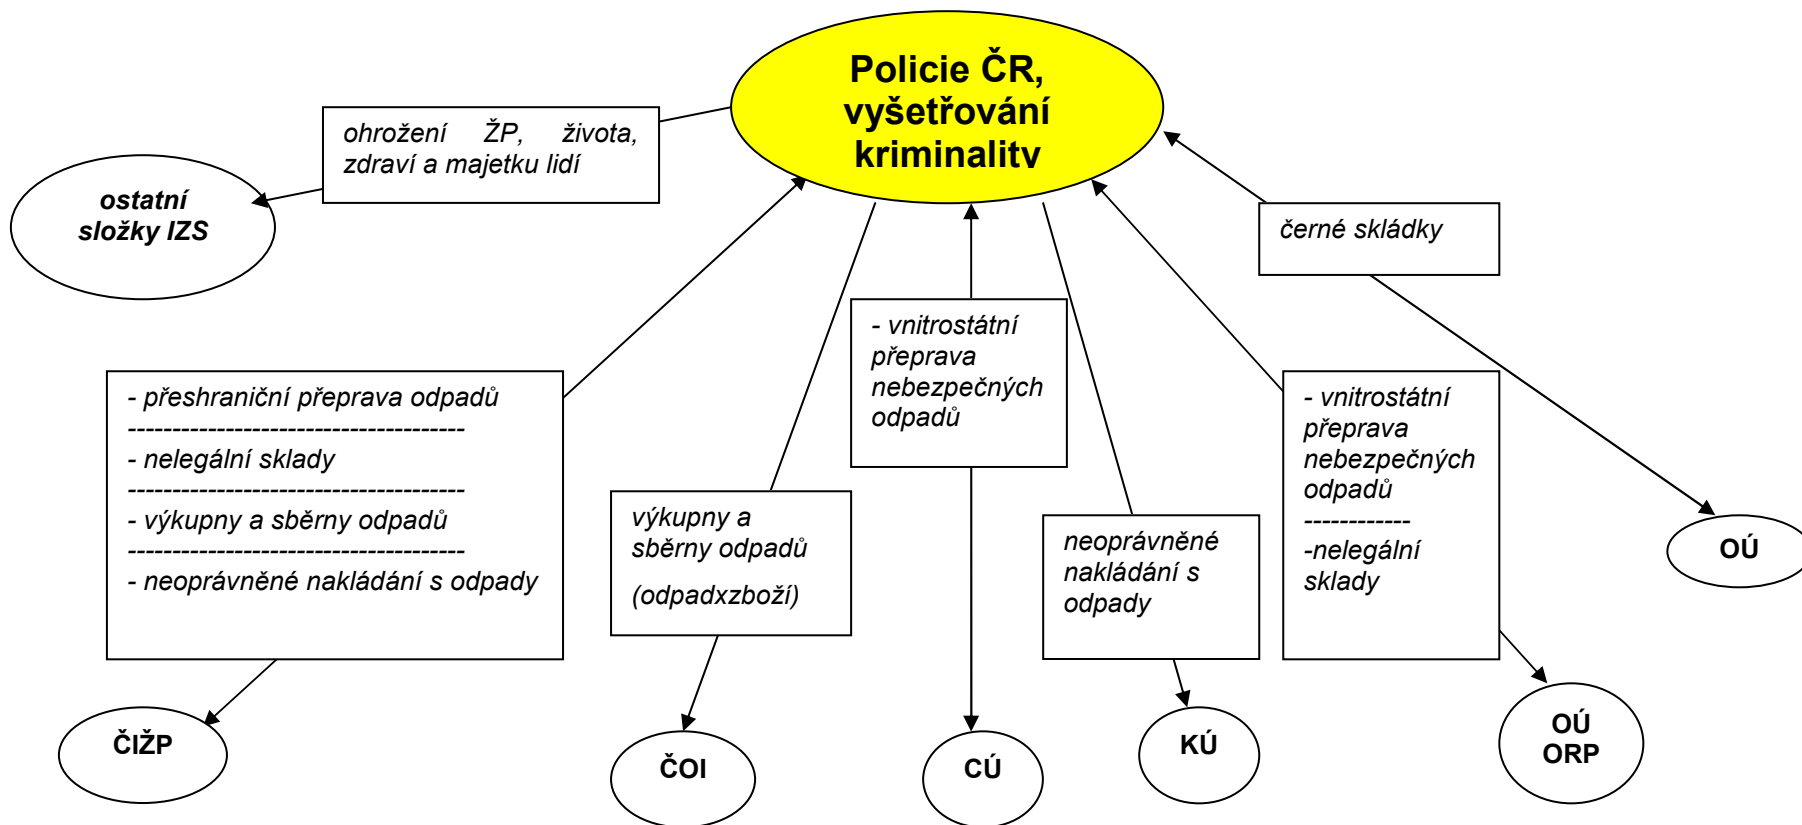 Policie ČR,
vyšetřování
kriminality
ohrožení ŽP, života,
zdraví a majetku lidí
ostatní
složky IZS
černé skládky
- vnitrostátní
přeprava
nebezpečných
odpadů
- přeshraniční přeprava odpadů
--------------------------------------
- nelegální sklady
--------------------------------------
- výkupny a sběrny odpadů
--------------------------------------
- neoprávněné nakládání s odpady
výkupny a
sběrny odpadů
(odpadxzboží)
neoprávněné
nakládání s
odpady
- vnitrostátní
přeprava
nebezpečných
odpadů
------------
-nelegální
sklady
OÚ
ČIŽP
ČOI
CÚ
KÚ
OÚ
ORP